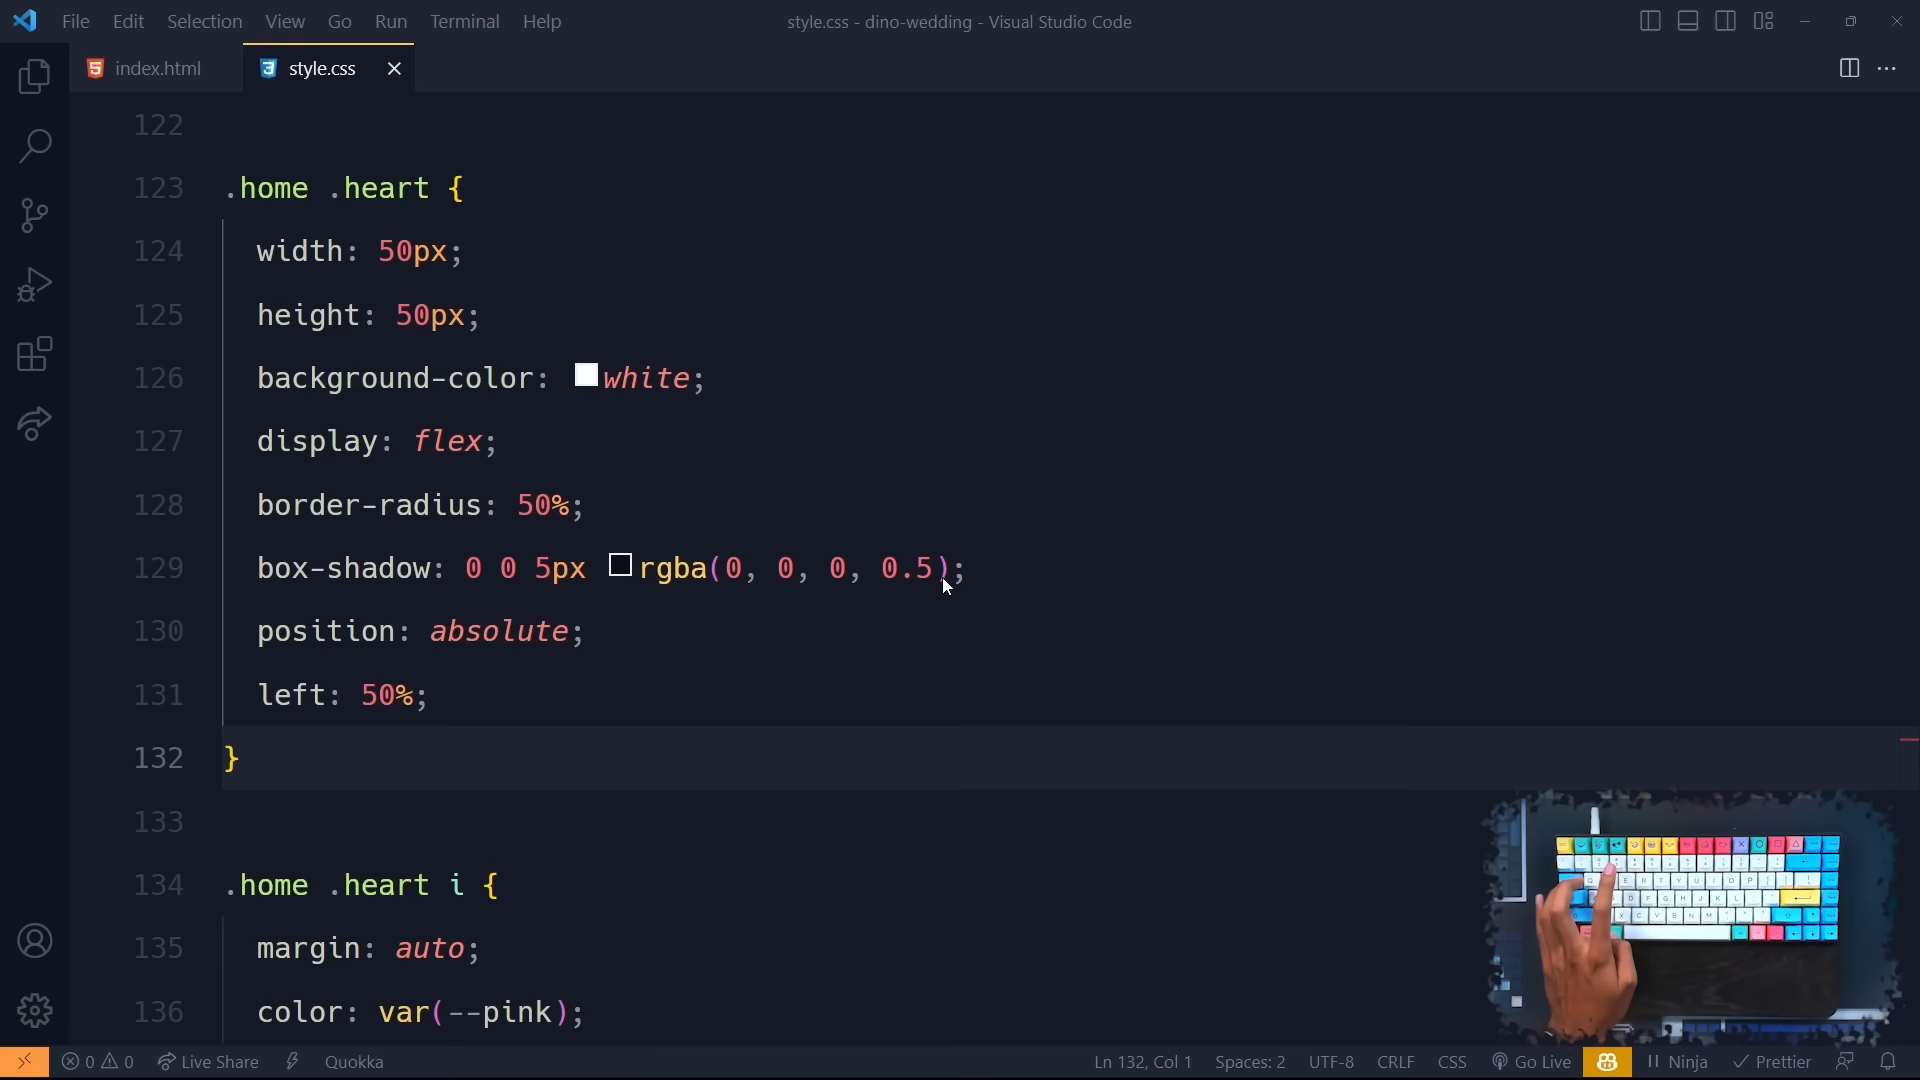 File Edit Selection View Go Run Terminal Help
style.css - dino-wedding - Visual Studio Code
index.html
style.css
122
123 .home .heart {
124 width: 50px;
125 height: 50px;
126 background-color: white;
127 display: flex;
128 border-radius: 50%;
129 box-shadow: 0 0 5px rgba(0, 0, 0, 0.5);
130 position: absolute;
131 left: 50%;
132 }
133
134 .home .heart i {
135 margin: auto;
136 color: var(--pink);
0 0 Live Share Quokka Ln 132, Col 1 Spaces: 2 UTF-8 CRLF CSS Go Live Ninja Prettier